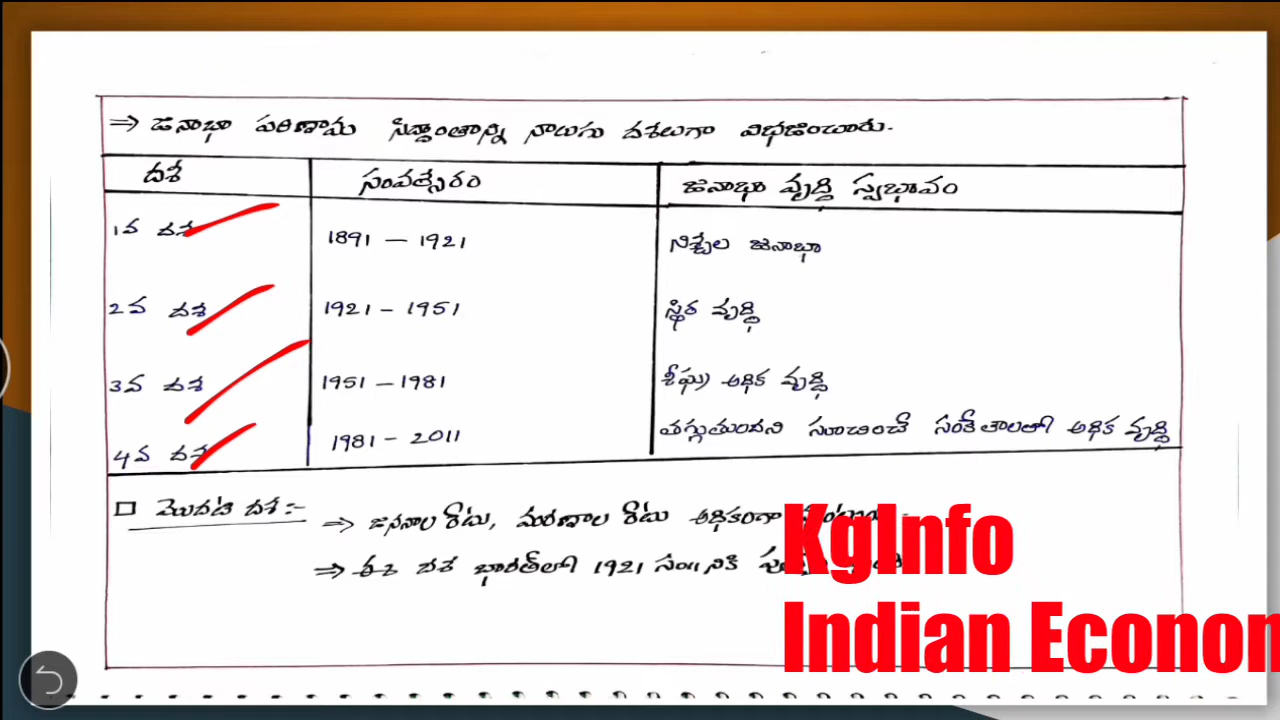 ⇒ జనాభా పరిణామ సిద్ధాంతాన్ని నాలుగు దశలుగా విభజించారు.
దశ సంవత్సరం జనాభా వృద్ధి స్వభావం
1వ దశ 1891 – 1921 నిశ్చల జనాభా
2వ దశ 1921 – 1951 స్థిర వృద్ధి
3వ దశ 1951 – 1981 శీఘ్ర అధిక వృద్ధి
4వ దశ 1981 – 2011 తగ్గుతుందని సూచించే సంకేతాలతో అధిక వృద్ధి
□ మొదటి దశ :- ⇒ జననాల రేటు, మరణాల రేటు అధికంగా
⇒ ఈ దశ భారత్‌లో 1921 సం॥నికి
KgInfo
Indian Econom